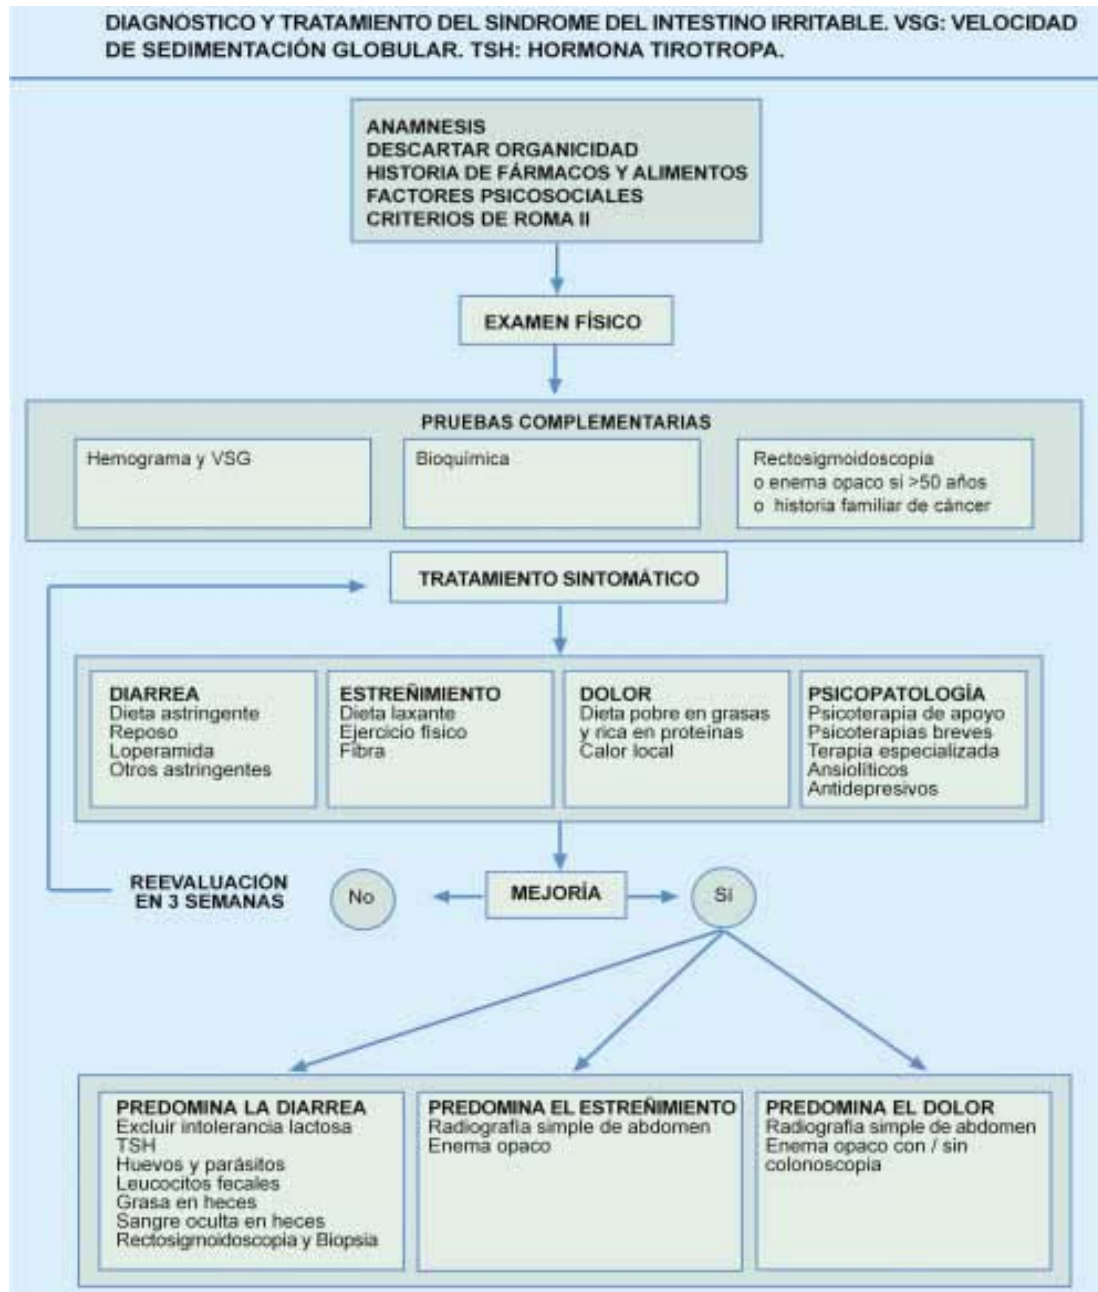 DIAGNÓSTICO Y TRATAMIENTO DEL SÍNDROME DEL INTESTINO IRRITABLE. VSG: VELOCIDAD
DE SEDIMENTACIÓN GLOBULAR. TSH: HORMONA TIROTROPA.
ANAMNESIS
DESCARTAR ORGANICIDAD
HISTORIA DE FÁRMACOS Y ALIMENTOS
FACTORES PSICOSOCIALES
CRITERIOS DE ROMA II
EXAMEN FÍSICO
PRUEBAS COMPLEMENTARIAS
Hemograma y VSG
Bioquímica
Rectosigmoidoscopia
o enema opaco si >50 años
o historia familiar de cáncer
TRATAMIENTO SINTOMÁTICO
DIARREA
Dieta astringente
Reposo
Loperamida
Otros astringentes
ESTREÑIMIENTO
Dieta laxante
Ejercicio físico
Fibra
DOLOR
Dieta pobre en grasas
y rica en proteínas
Calor local
PSICOPATOLOGÍA
Psicoterapia de apoyo
Psicoterapias breves
Terapia especializada
Ansiolíticos
Antidepresivos
REEVALUACIÓN
EN 3 SEMANAS
No
MEJORÍA
Sí
PREDOMINA LA DIARREA
Excluir intolerancia lactosa
TSH
Huevos y parásitos
Leucocitos fecales
Grasa en heces
Sangre oculta en heces
Rectosigmoidoscopia y Biopsia
PREDOMINA EL ESTREÑIMIENTO
Radiografía simple de abdomen
Enema opaco
PREDOMINA EL DOLOR
Radiografía simple de abdomen
Enema opaco con / sin
colonoscopia